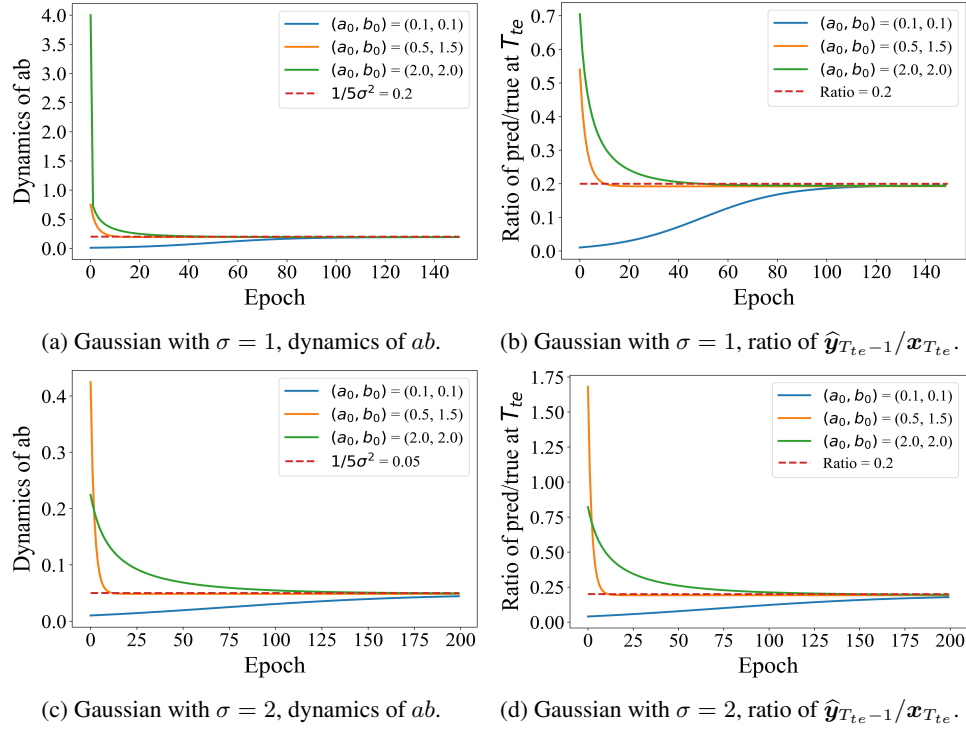 4.0
3.5
3.0
2.5
2.0
1.5
1.0
0.5
0.0
Dynamics of ab
(a₀, b₀) = (0.1, 0.1)
(a₀, b₀) = (0.5, 1.5)
(a₀, b₀) = (2.0, 2.0)
1/5σ² = 0.2
0 20 40 60 80 100 120 140
Epoch
(a) Gaussian with σ = 1, dynamics of ab.
0.7
0.6
0.5
0.4
0.3
0.2
0.1
0.0
Ratio of pred/true at T_{te}
(a₀, b₀) = (0.1, 0.1)
(a₀, b₀) = (0.5, 1.5)
(a₀, b₀) = (2.0, 2.0)
Ratio = 0.2
0 20 40 60 80 100 120 140
Epoch
(b) Gaussian with σ = 1, ratio of ŷ_{T_{te}−1}/x_{T_{te}}.
0.4
0.3
0.2
0.1
0.0
Dynamics of ab
(a₀, b₀) = (0.1, 0.1)
(a₀, b₀) = (0.5, 1.5)
(a₀, b₀) = (2.0, 2.0)
1/5σ² = 0.05
0 25 50 75 100 125 150 175 200
Epoch
(c) Gaussian with σ = 2, dynamics of ab.
1.75
1.50
1.25
1.00
0.75
0.50
0.25
0.00
Ratio of pred/true at T_{te}
(a₀, b₀) = (0.1, 0.1)
(a₀, b₀) = (0.5, 1.5)
(a₀, b₀) = (2.0, 2.0)
Ratio = 0.2
0 25 50 75 100 125 150 175 200
Epoch
(d) Gaussian with σ = 2, ratio of ŷ_{T_{te}−1}/x_{T_{te}}.